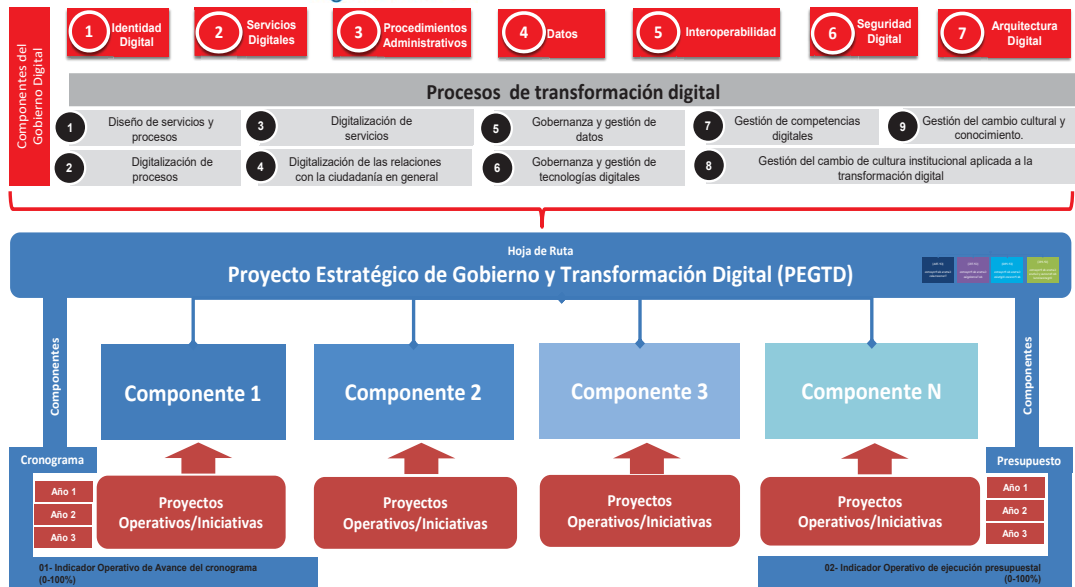 Componentes del
Gobierno Digital
1 Identidad
Digital
2 Servicios
Digitales
3 Procedimientos
Administrativos
4 Datos
5 Interoperabilidad
6 Seguridad
Digital
7 Arquitectura
Digital
Procesos de transformación digital
1 Diseño de servicios y
procesos
2 Digitalización de
procesos
3 Digitalización de
servicios
4 Digitalización de las relaciones
con la ciudadanía en general
5 Gobernanza y gestión de
datos
6 Gobernanza y gestión de
tecnologías digitales
7 Gestión de competencias
digitales
9 Gestión del cambio cultural y
conocimiento.
8 Gestión del cambio de cultura institucional aplicada a la
transformación digital
Hoja de Ruta
Proyecto Estratégico de Gobierno y Transformación Digital (PEGTD)
Componentes
Componente 1
Componente 2
Componente 3
Componente N
Componentes
Cronograma
Año 1
Año 2
Año 3
Proyectos
Operativos/Iniciativas
Proyectos
Operativos/Iniciativas
Proyectos
Operativos/Iniciativas
Proyectos
Operativos/Iniciativas
Presupuesto
Año 1
Año 2
Año 3
01- Indicador Operativo de Avance del cronograma
(0-100%)
02- Indicador Operativo de ejecución presupuestal
(0-100%)